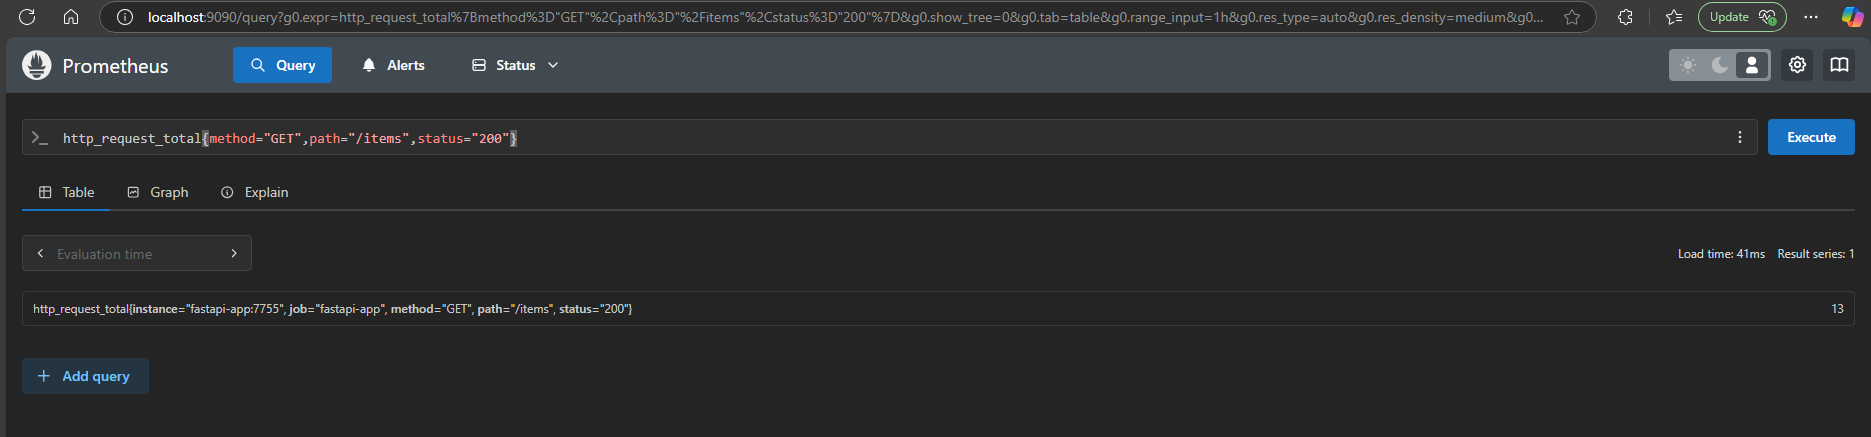 localhost:9090/query?g0.expr=http_request_total%7Bmethod%3D"GET"%2Cpath%3D"%2Fitems"%2Cstatus%3D"200"%7D&g0.show_tree=0&g0.tab=table&g0.range_input=1h&g0.res_type=auto&g0.res_density=medium&g0... Update
Prometheus Query Alerts Status
http_request_total{method="GET",path="/items",status="200"} Execute
Table Graph Explain
Evaluation time Load time: 41ms Result series: 1
http_request_total{instance="fastapi-app:7755", job="fastapi-app", method="GET", path="/items", status="200"} 13
+ Add query